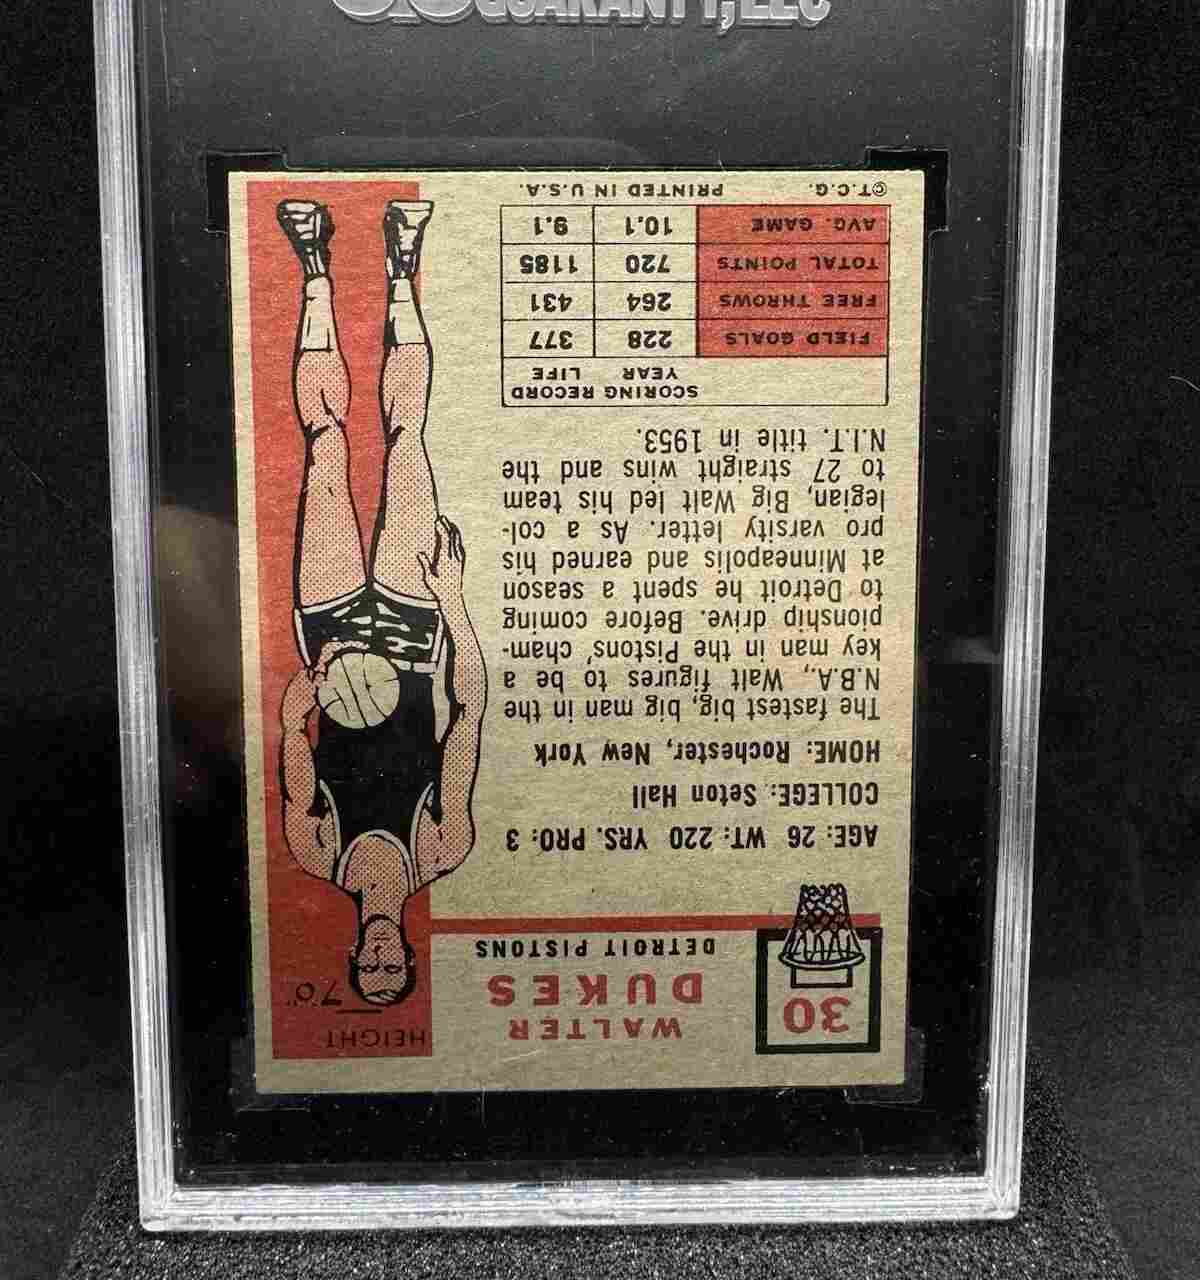 GUARANTY, LLC
30
WALTER
DUKES
DETROIT PISTONS
HEIGHT
7'0"
AGE: 26 WT: 220 YRS. PRO: 3
COLLEGE: Seton Hall
HOME: Rochester, New York
The fastest big, big man in the
N.B.A., Walt figures to be a
key man in the Pistons' cham-
pionship drive. Before coming
to Detroit he spent a season
at Minneapolis and earned his
pro varsity letter. As a col-
legian, Big Walt led his team
to 27 straight wins and the
N.I.T. title in 1953.
SCORING RECORD
YEAR LIFE
FIELD GOALS 228 377
FREE THROWS 264 431
TOTAL POINTS 720 1185
AVG. GAME 10.1 9.1
©T.C.G. PRINTED IN U.S.A.